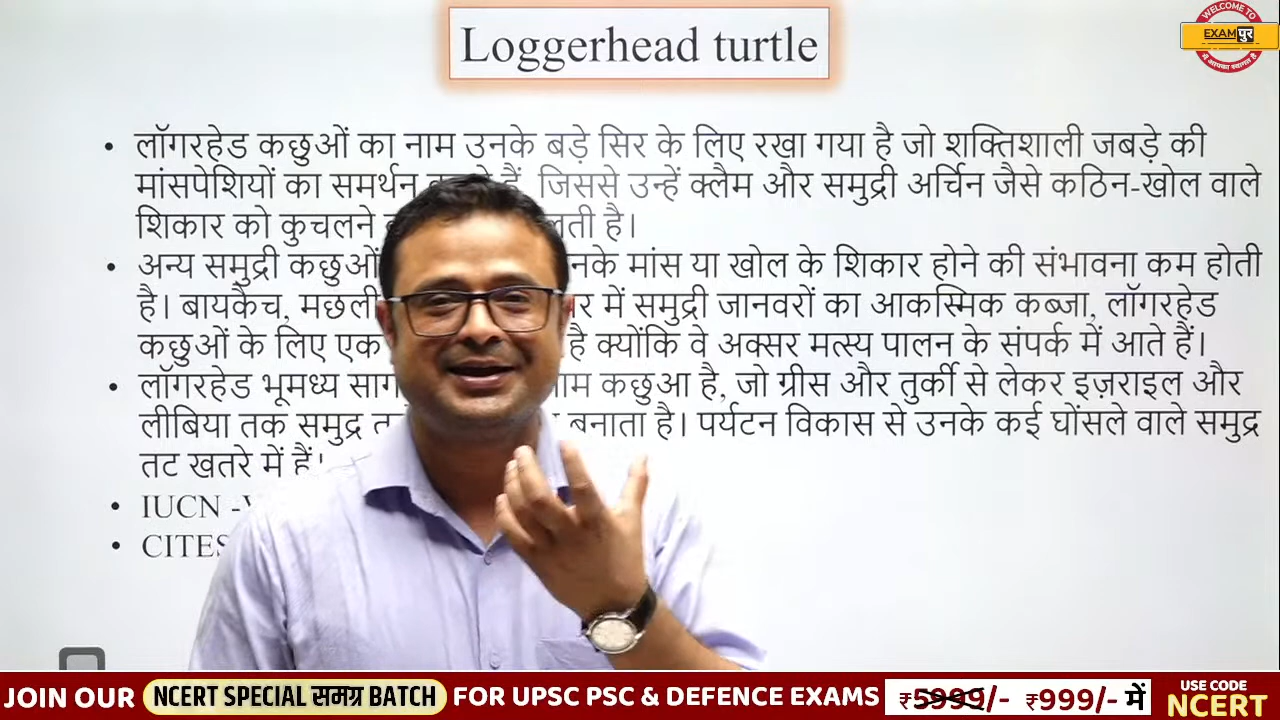 Loggerhead turtle
WELCOME TO
EXAMपुर
में आपका स्वागत है
• लॉगरहेड कछुओं का नाम उनके बड़े सिर के लिए रखा गया है जो शक्तिशाली जबड़े की
मांसपेशियों का समर्थन हैं, जिससे उन्हें क्लैम और समुद्री अर्चिन जैसे कठिन-खोल वाले
शिकार को कुचलने है।
• अन्य समुद्री कछुओं मांस या खोल के शिकार होने की संभावना कम होती
है। बायकैच, में समुद्री जानवरों का आकस्मिक कब्जा, लॉगरहेड
कछुओं के लिए एक है क्योंकि वे अक्सर मत्स्य पालन के संपर्क में आते हैं।
• लॉगरहेड भूमध्य कछुआ है, जो ग्रीस और तुर्की से लेकर इज़राइल और
लीबिया तक समुद्र बनाता है। पर्यटन विकास से उनके कई घोंसले वाले समुद्र
तट खतरे में हैं।
• IUCN -
• CITES
JOIN OUR NCERT SPECIAL समग्र BATCH FOR UPSC PSC & DEFENCE EXAMS ₹5999/- ₹999/- में USE CODE NCERT